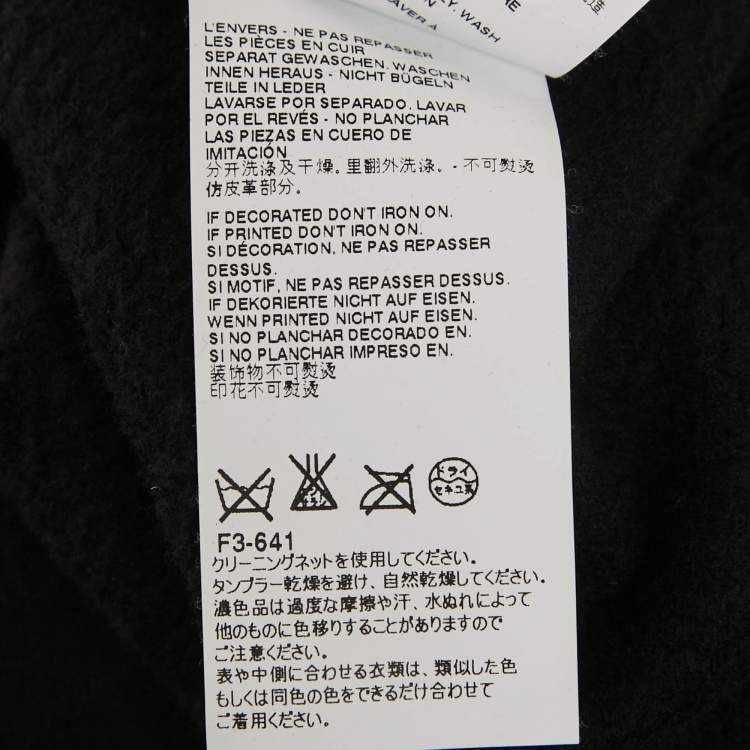 LY. WASH
AVER À
L'ENVERS - NE PAS REPASSER
LES PIÈCES EN CUIR
SEPARAT GEWASCHEN. WASCHEN
INNEN HERAUS - NICHT BÜGELN
TEILE IN LEDER
LAVARSE POR SEPARADO. LAVAR
POR EL REVÉS - NO PLANCHAR
LAS PIEZAS EN CUERO DE
IMITACIÓN
分开洗涤及干燥。里翻外洗涤。- 不可熨烫
仿皮革部分。
IF DECORATED DON'T IRON ON.
IF PRINTED DON'T IRON ON.
SI DÉCORATION, NE PAS REPASSER
DESSUS.
SI MOTIF, NE PAS REPASSER DESSUS.
IF DEKORIERTE NICHT AUF EISEN.
WENN PRINTED NICHT AUF EISEN.
SI NO PLANCHAR DECORADO EN.
SI NO PLANCHAR IMPRESO EN.
装饰物不可熨烫
印花不可熨烫
エンソ サラシ
ドライ
セキユ系
F3-641
クリーニングネットを使用してください。
タンブラー乾燥を避け、自然乾燥してください。
濃色品は過度な摩擦や汗、水ぬれによって
他のものに色移りすることがありますので
ご注意ください。
表や中側に合わせる衣類は、類似した色
もしくは同色の色をできるだけ合わせて
ご着用ください。